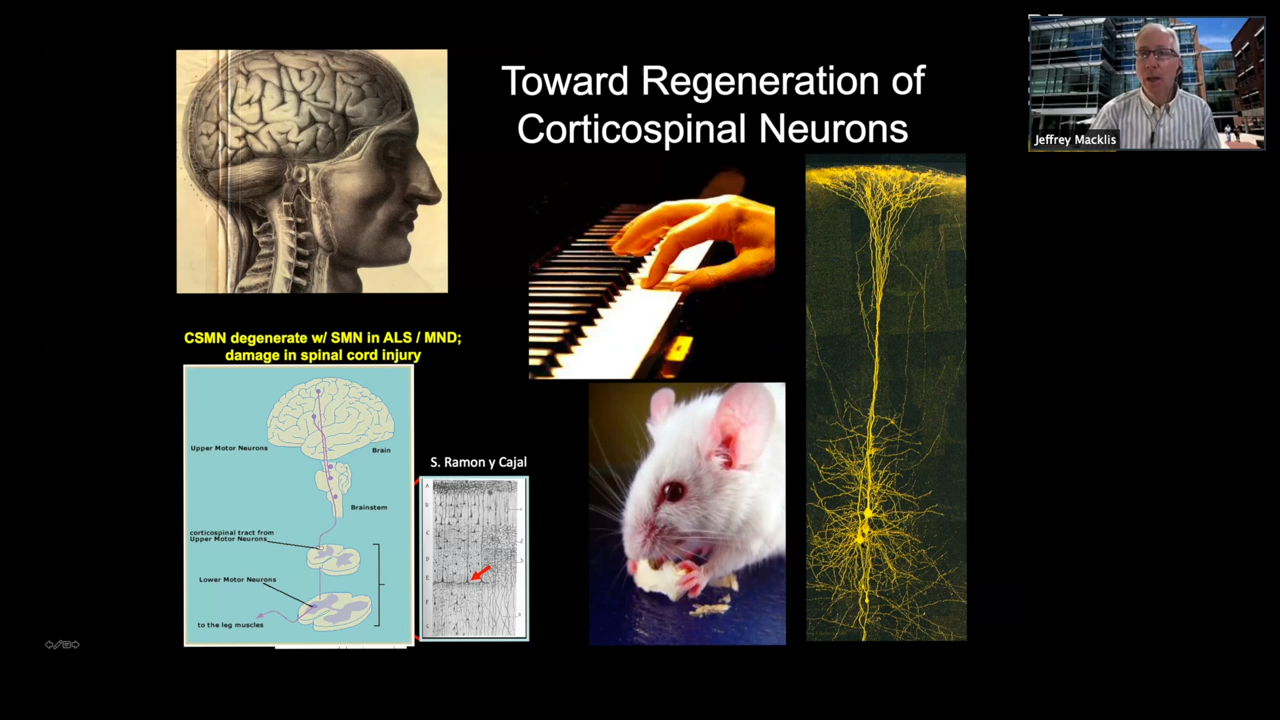 Toward Regeneration of
Corticospinal Neurons
Jeffrey Macklis
CSMN degenerate w/ SMN in ALS / MND;
damage in spinal cord injury
Upper Motor Neurons
Brain
Brainstem
corticospinal tract from
Upper Motor Neurons
Lower Motor Neurons
to the leg muscles
S. Ramon y Cajal
A
B
C
D
E
F
G